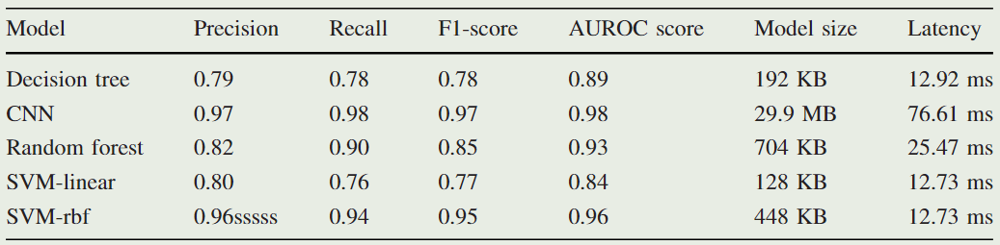 Model Precision Recall F1-score AUROC score Model size Latency
Decision tree 0.79 0.78 0.78 0.89 192 KB 12.92 ms
CNN 0.97 0.98 0.97 0.98 29.9 MB 76.61 ms
Random forest 0.82 0.90 0.85 0.93 704 KB 25.47 ms
SVM-linear 0.80 0.76 0.77 0.84 128 KB 12.73 ms
SVM-rbf 0.96sssss 0.94 0.95 0.96 448 KB 12.73 ms